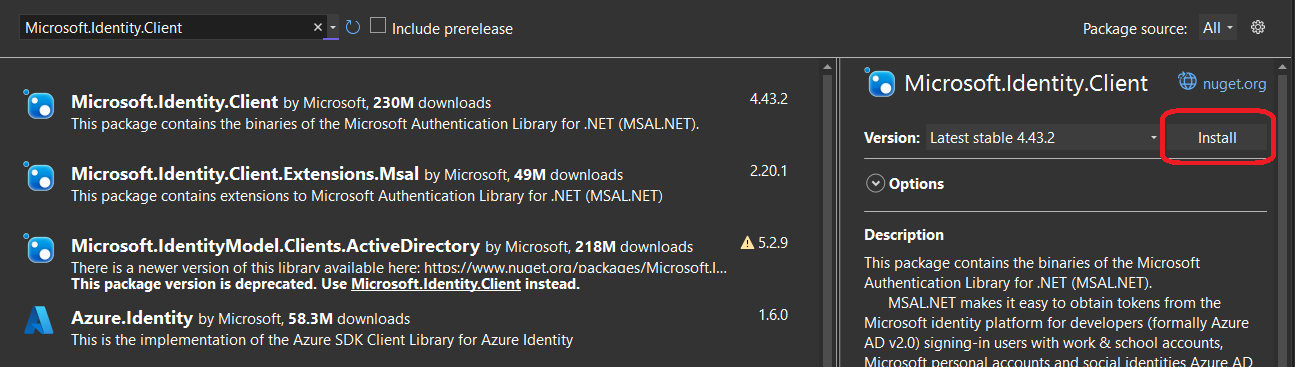 Microsoft.Identity.Client
Include prerelease
Package source: All
Microsoft.Identity.Client by Microsoft, 230M downloads
4.43.2
This package contains the binaries of the Microsoft Authentication Library for .NET (MSAL.NET).
Microsoft.Identity.Client.Extensions.Msal by Microsoft, 49M downloads
2.20.1
This package contains extensions to Microsoft Authentication Library for .NET (MSAL.NET)
Microsoft.IdentityModel.Clients.ActiveDirectory by Microsoft, 218M downloads
5.2.9
There is a newer version of this library available here: https://www.nuget.org/packages/Microsoft.I...
This package version is deprecated. Use Microsoft.Identity.Client instead.
Azure.Identity by Microsoft, 58.3M downloads
1.6.0
This is the implementation of the Azure SDK Client Library for Azure Identity
Microsoft.Identity.Client
nuget.org
Version: Latest stable 4.43.2
Install
Options
Description
This package contains the binaries of the Microsoft
Authentication Library for .NET (MSAL.NET).
MSAL.NET makes it easy to obtain tokens from the
Microsoft identity platform for developers (formally Azure
AD v2.0) signing-in users with work & school accounts,
Microsoft personal accounts and social identities Azure AD